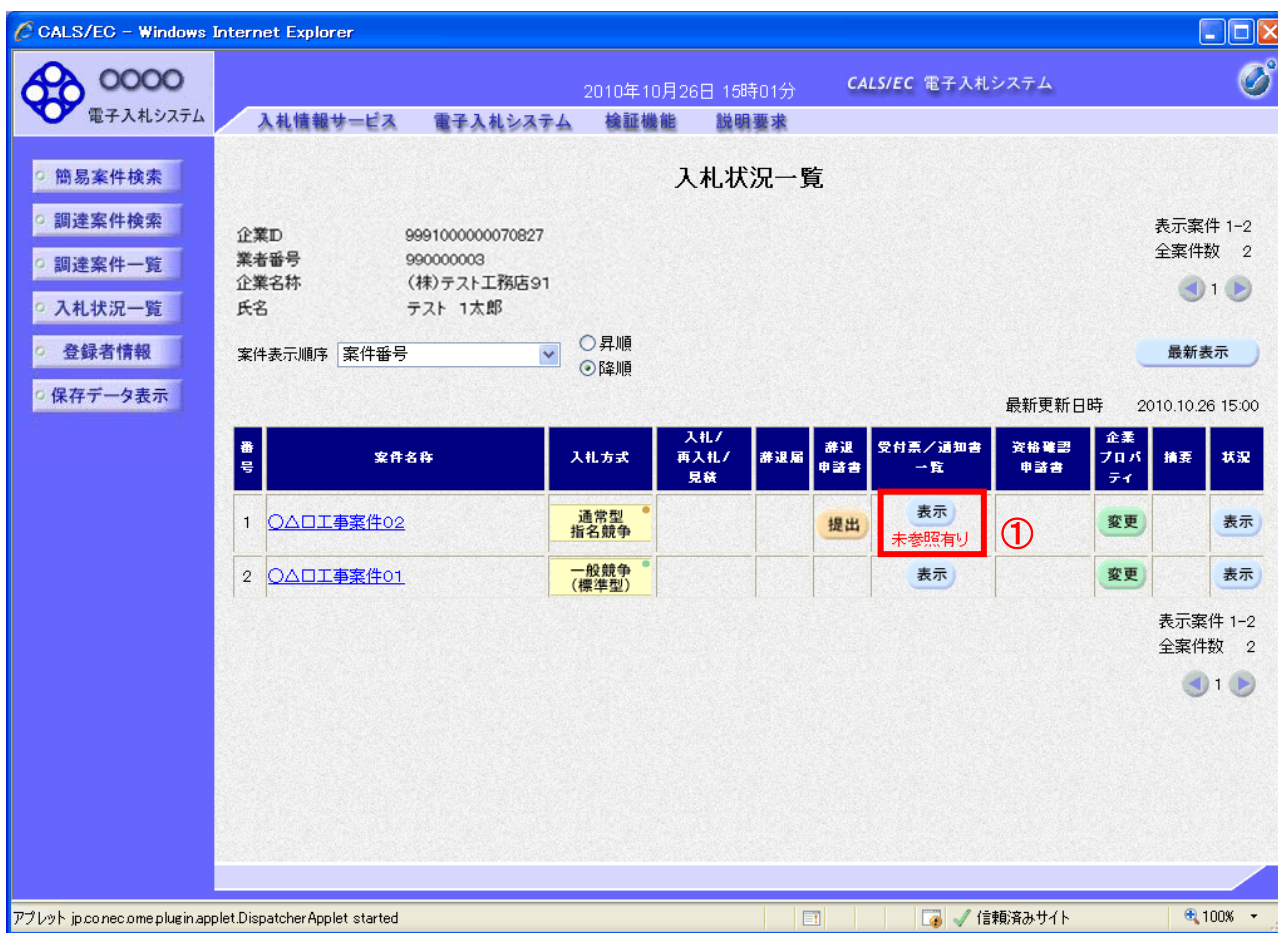 CALS/EC - Windows Internet Explorer
OOOO
電子入札システム
2010年10月26日 15時01分
CALS/EC 電子入札システム
入札情報サービス 電子入札システム 検証機能 説明要求
簡易案件検索
調達案件検索
調達案件一覧
入札状況一覧
登録者情報
保存データ表示
入札状況一覧
企業ID 9991000000070827
業者番号 990000003
企業名称 (株)テスト工務店91
氏名 テスト 1太郎
表示案件 1-2
全案件数 2
1
案件表示順序 案件番号
昇順
降順
最新表示
最新更新日時 2010.10.26 15:00
番号 案件名称 入札方式 入札/再入札/見積 辞退届 辞退申請書 受付票/通知書一覧 資格確認申請書 企業プロパティ 摘要 状況
1 〇△口工事案件02 通常型指名競争 提出 表示 未参照有り ① 変更 表示
2 〇△口工事案件01 一般競争(標準型) 表示 変更 表示
表示案件 1-2
全案件数 2
1
アプレット jp.co.nec.ome.plugin.applet.DispatcherApplet started
信頼済みサイト
100%